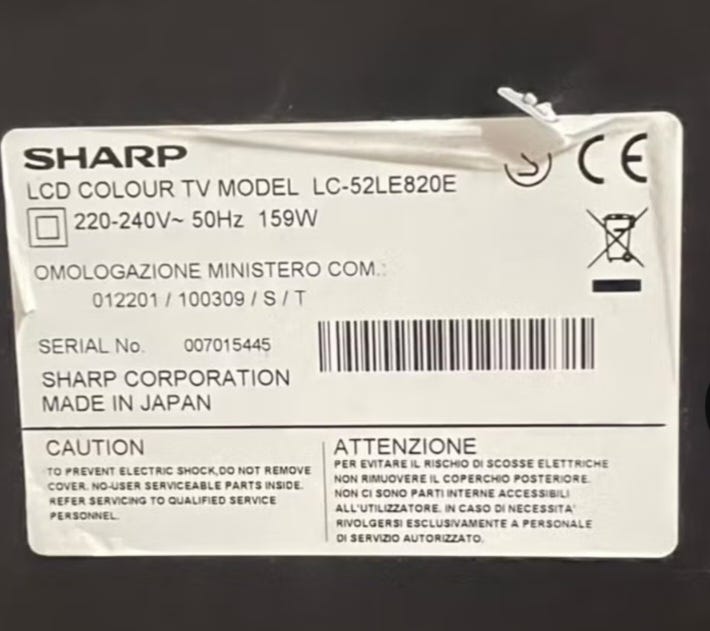 SHARP
LCD COLOUR TV MODEL LC-52LE820E
220-240V~ 50Hz 159W
OMOLOGAZIONE MINISTERO COM.:
012201 / 100309 / S / T
SERIAL No. 007015445
SHARP CORPORATION
MADE IN JAPAN
CAUTION
TO PREVENT ELECTRIC SHOCK,DO NOT REMOVE
COVER. NO-USER SERVICEABLE PARTS INSIDE.
REFER SERVICING TO QUALIFIED SERVICE
PERSONNEL.
ATTENZIONE
PER EVITARE IL RISCHIO DI SCOSSE ELETTRICHE
NON RIMUOVERE IL COPERCHIO POSTERIORE.
NON CI SONO PARTI INTERNE ACCESSIBILI
ALL'UTILIZZATORE. IN CASO DI NECESSITA'
RIVOLGERSI ESCLUSIVAMENTE A PERSONALE
DI SERVIZIO AUTORIZZATO.